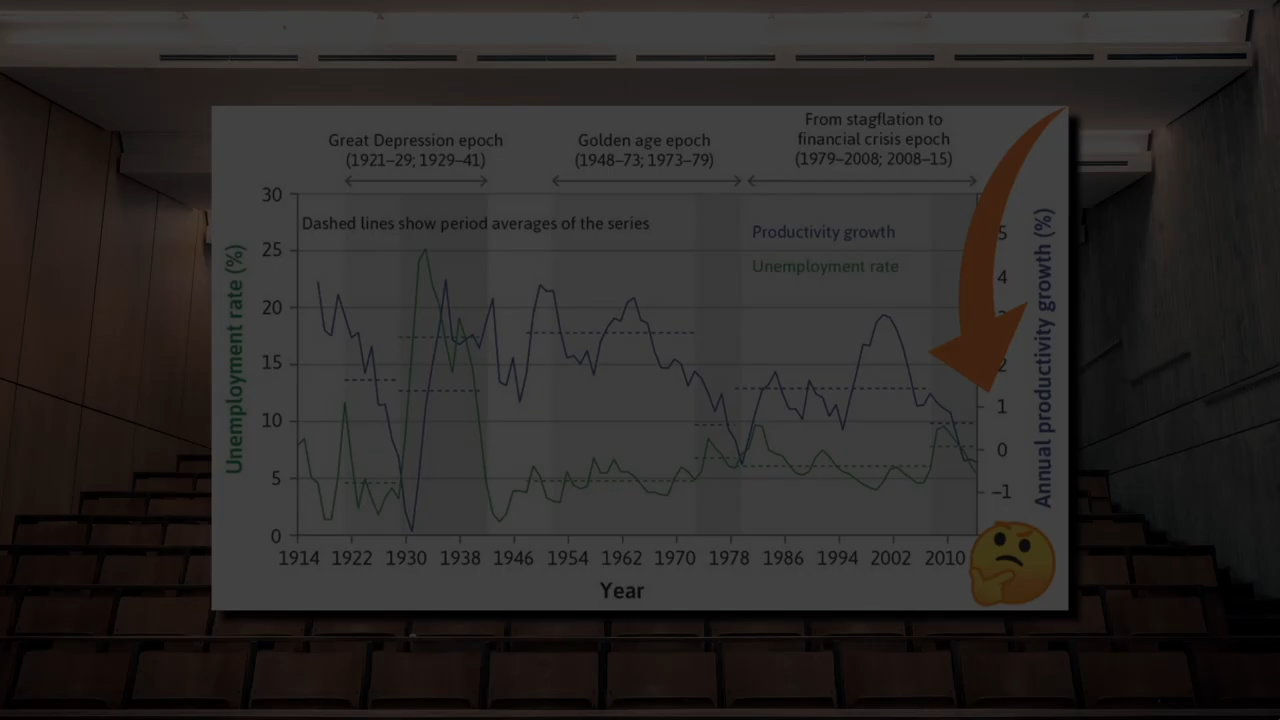 Great Depression epoch
(1921–29; 1929–41)
Golden age epoch
(1948–73; 1973–79)
From stagflation to
financial crisis epoch
(1979–2008; 2008–15)
Dashed lines show period averages of the series
Productivity growth
Unemployment rate
Unemployment rate (%)
30
25
20
15
10
5
0
5
4
2
1
0
–1
Annual productivity growth (%)
1914 1922 1930 1938 1946 1954 1962 1970 1978 1986 1994 2002 2010
Year